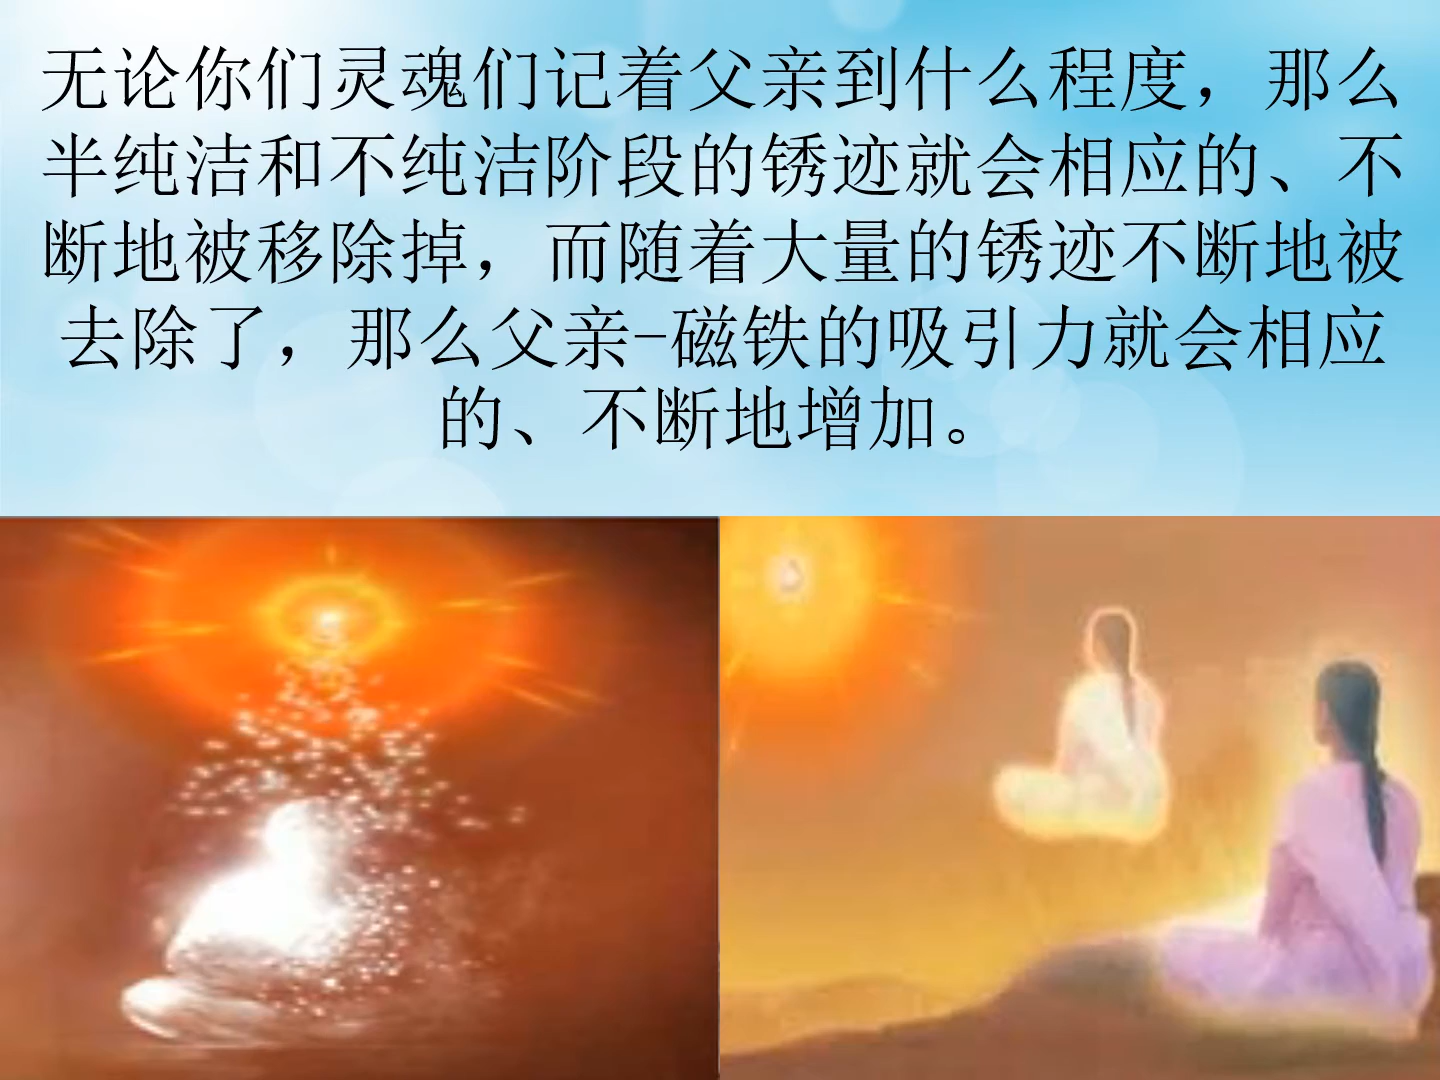 无论你们灵魂们记着父亲到什么程度，那么
半纯洁和不纯洁阶段的锈迹就会相应的、不
断地被移除掉，而随着大量的锈迹不断地被
去除了，那么父亲-磁铁的吸引力就会相应
的、不断地增加。